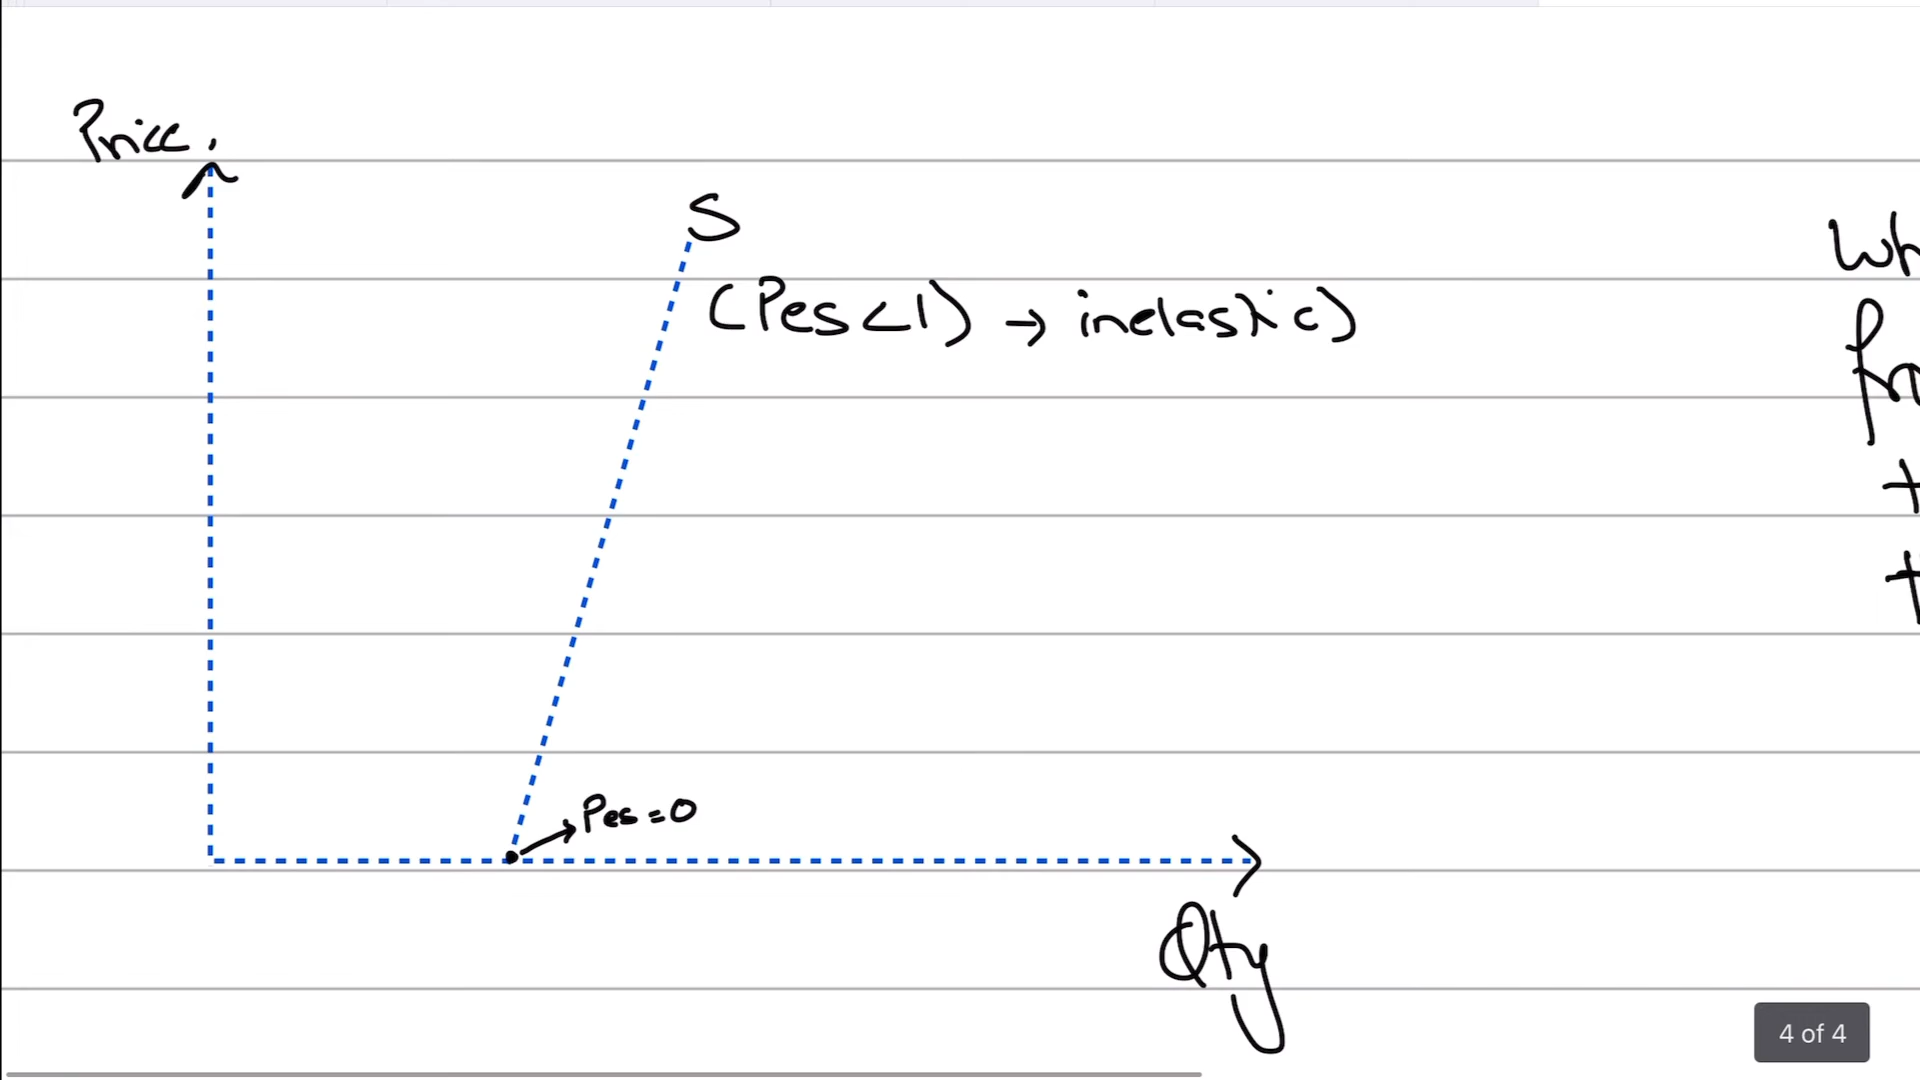 Price.
S
(Pes<1) → inelastic)
Pes=0
Qty
4 of 4